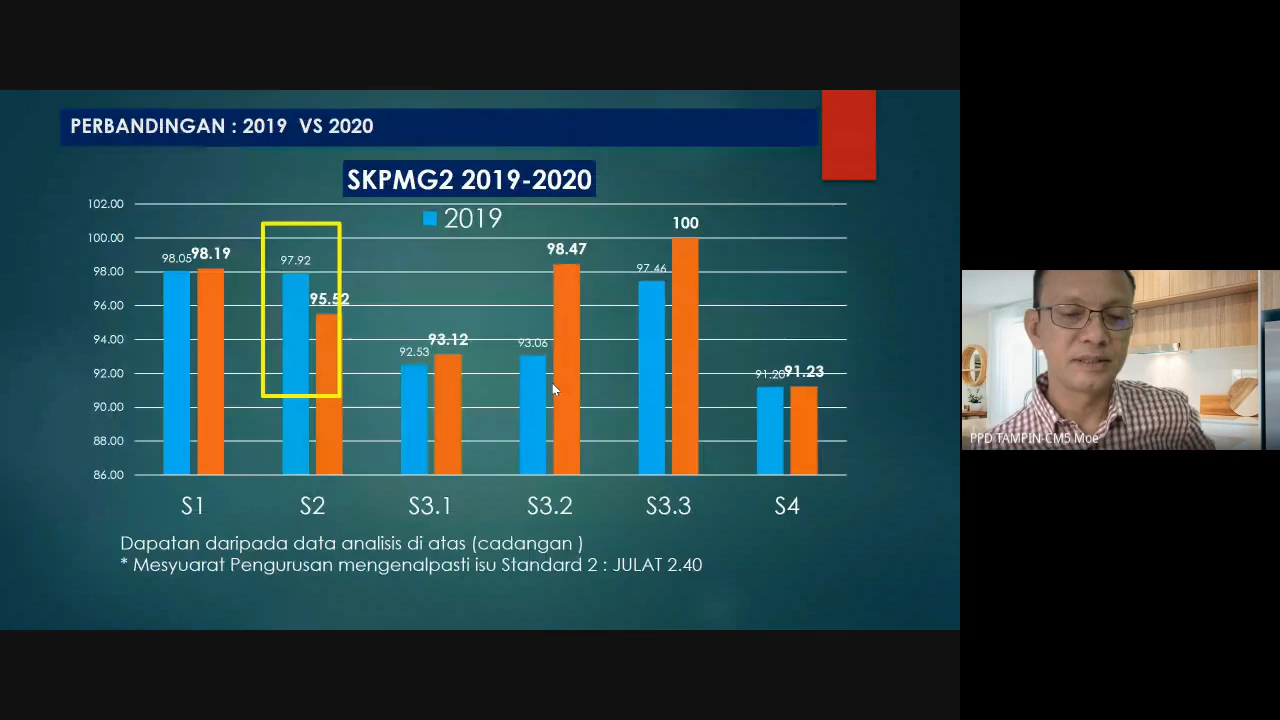 PERBANDINGAN : 2019 VS 2020
SKPMG2 2019-2020
2019
102.00
100.00
98.00
96.00
94.00
92.00
90.00
88.00
86.00
98.05
98.19
97.92
95.52
92.53
93.12
93.06
98.47
97.46
100
91.20
91.23
S1
S2
S3.1
S3.2
S3.3
S4
Dapatan daripada data analisis di atas (cadangan )
* Mesyuarat Pengurusan mengenalpasti isu Standard 2 : JULAT 2.40
PPD TAMPIN-CM5 Moe